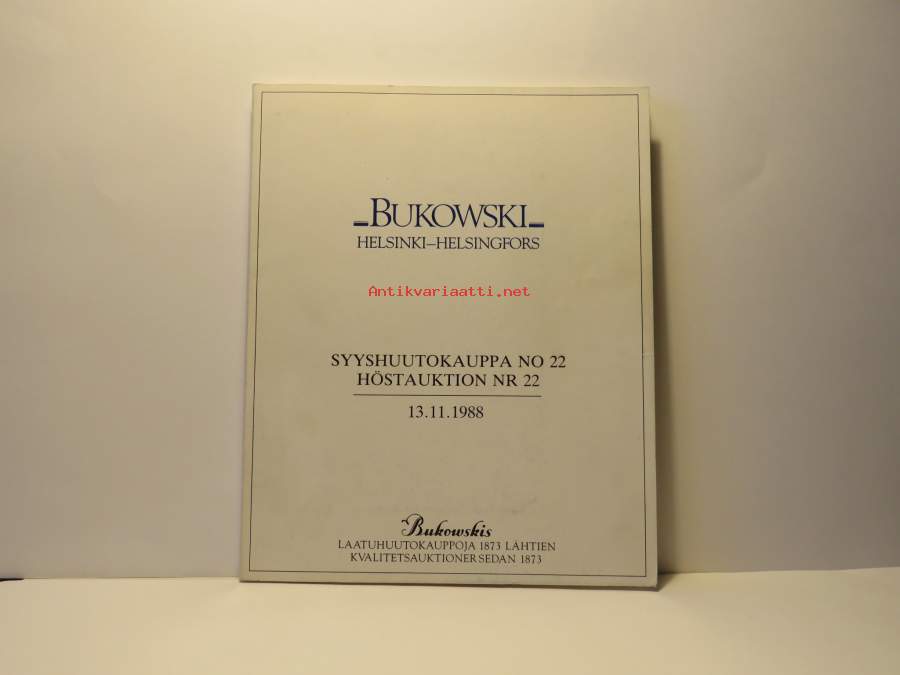 BUKOWSKI
HELSINKI–HELSINGFORS
Antikvariaatti.net
SYYSHUUTOKAUPPA NO 22
HÖSTAUKTION NR 22
13.11.1988
Bukowskis
LAATUHUUTOKAUPPOJA 1873 LÄHTIEN
KVALITETSAUKTIONER SEDAN 1873